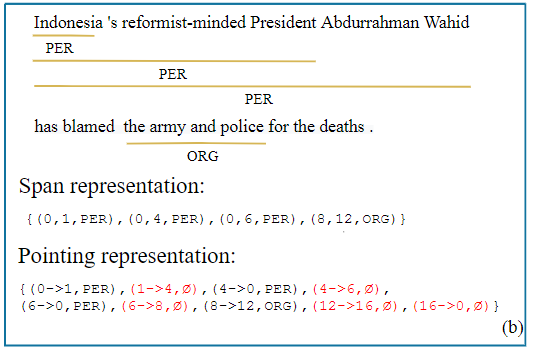 Indonesia 's reformist-minded President Abdurrahman Wahid
PER
PER
PER
has blamed the army and police for the deaths .
ORG
Span representation:
{(0,1,PER),(0,4,PER),(0,6,PER),(8,12,ORG)}
Pointing representation:
{(0->1,PER),(1->4,Ø),(4->0,PER),(4->6,Ø),
(6->0,PER),(6->8,Ø),(8->12,ORG),(12->16,Ø),(16->0,Ø)}
(b)